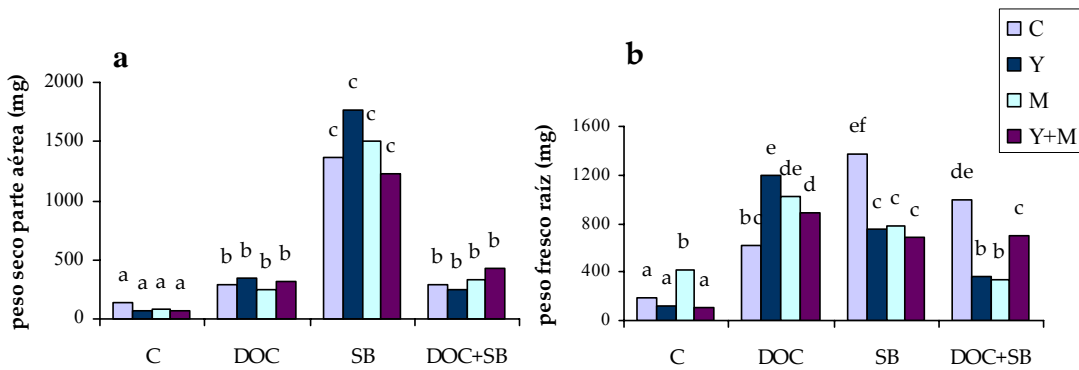 a
peso seco parte aérea (mg)
2000
1500
1000
500
0
a a a a
b b b b
c c c c
b b b b
C DOC SB DOC+SB
b
peso fresco raíz (mg)
1600
1200
800
400
0
a a b a
bc e de d
ef c c c
de b b c
C DOC SB DOC+SB
C
Y
M
Y+M